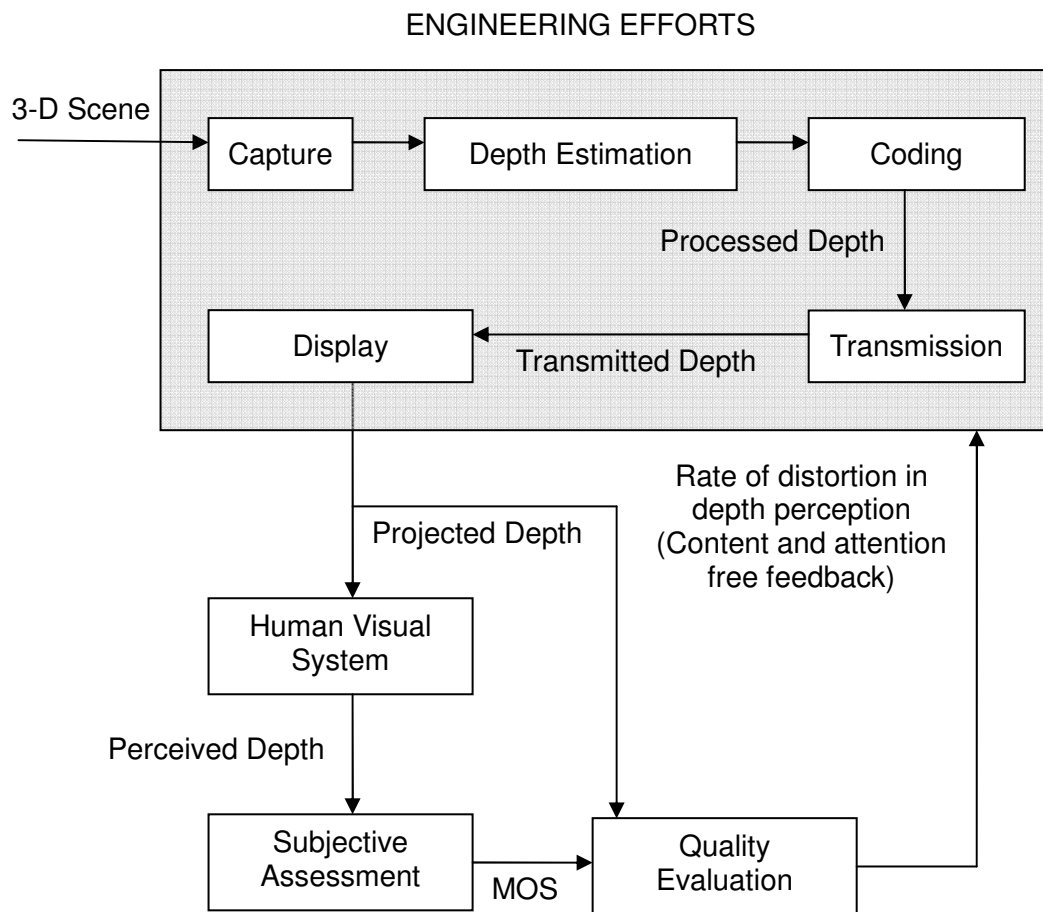 ENGINEERING EFFORTS
3-D Scene
Capture
Depth Estimation
Coding
Processed Depth
Display
Transmitted Depth
Transmission
Projected Depth
Rate of distortion in
depth perception
(Content and attention
free feedback)
Human Visual
System
Perceived Depth
Subjective
Assessment
MOS
Quality
Evaluation